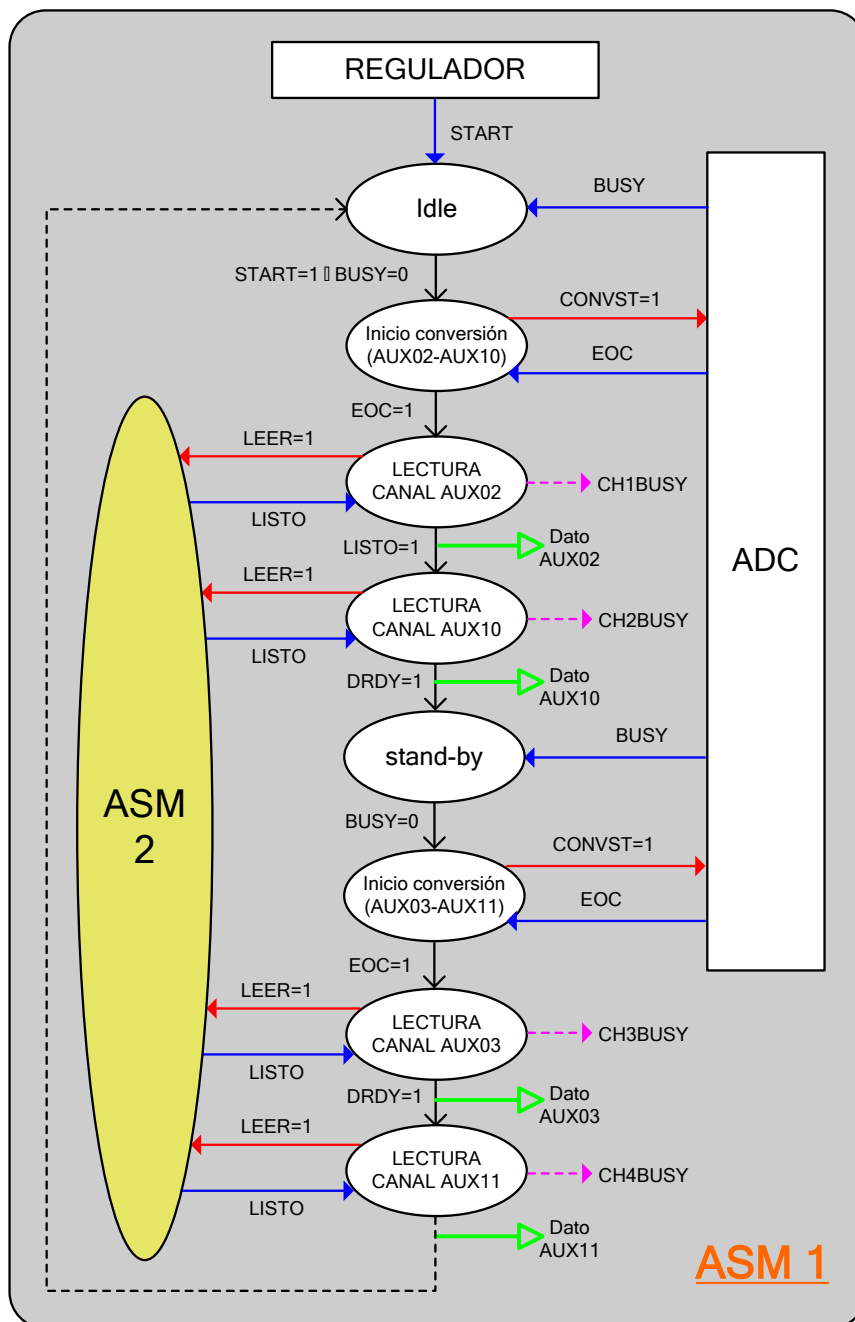 REGULADOR
START
BUSY
Idle
START=1 ▯ BUSY=0
CONVST=1
Inicio conversión
(AUX02-AUX10)
EOC
EOC=1
LEER=1
LECTURA
CANAL AUX02
CH1BUSY
LISTO
LISTO=1
Dato
AUX02
ADC
LEER=1
LECTURA
CANAL AUX10
CH2BUSY
LISTO
DRDY=1
Dato
AUX10
BUSY
stand-by
ASM
2
BUSY=0
CONVST=1
Inicio conversión
(AUX03-AUX11)
EOC
EOC=1
LEER=1
LECTURA
CANAL AUX03
CH3BUSY
LISTO
DRDY=1
Dato
AUX03
LEER=1
LECTURA
CANAL AUX11
CH4BUSY
LISTO
Dato
AUX11
ASM 1